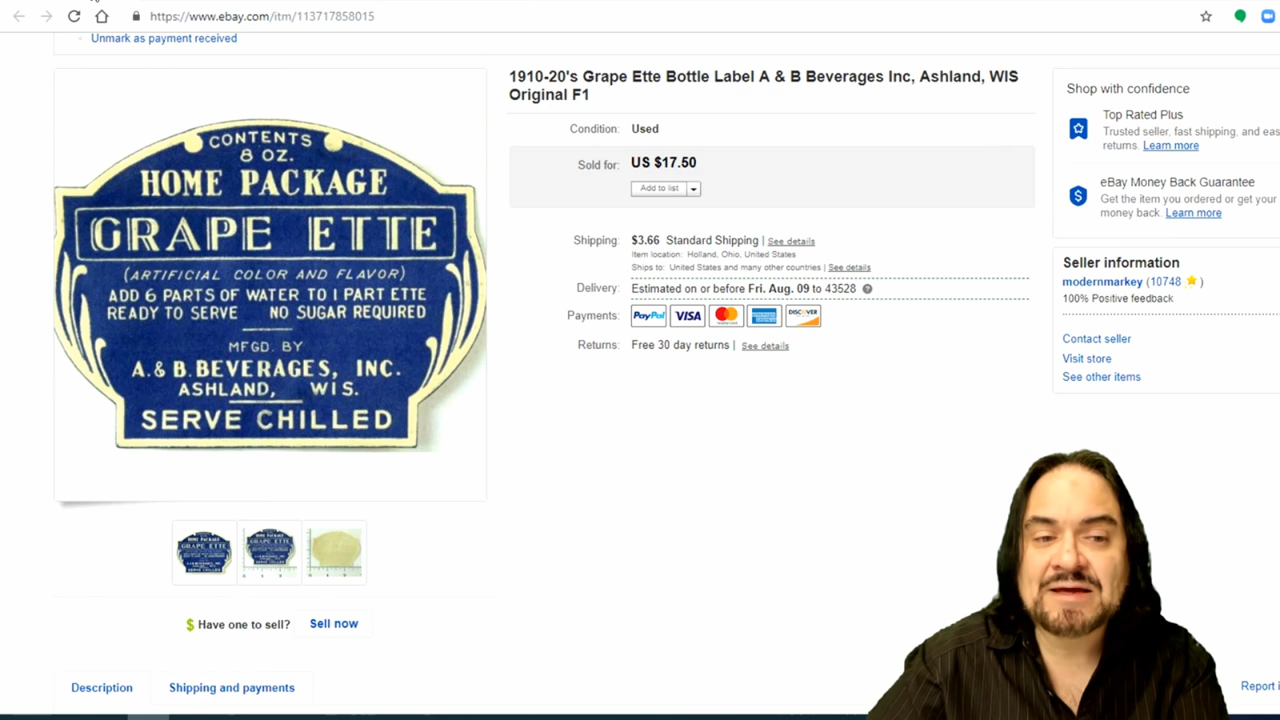 https://www.ebay.com/itm/113717858015
Unmark as payment received
1910-20's Grape Ette Bottle Label A & B Beverages Inc, Ashland, WIS
Original F1
Condition: Used
Sold for: US $17.50
Add to list
Shipping: $3.66 Standard Shipping | See details
Item location: Holland, Ohio, United States
Ships to: United States and many other countries | See details
Delivery: Estimated on or before Fri. Aug. 09 to 43528
Payments: PayPal VISA DISCOVER
Returns: Free 30 day returns | See details
CONTENTS
8 OZ.
HOME PACKAGE
GRAPE ETTE
(ARTIFICIAL COLOR AND FLAVOR)
ADD 6 PARTS OF WATER TO 1 PART ETTE
READY TO SERVE NO SUGAR REQUIRED
MFGD. BY
A. & B. BEVERAGES, INC.
ASHLAND, WIS.
SERVE CHILLED
$ Have one to sell? Sell now
Description Shipping and payments
Shop with confidence
Top Rated Plus
Trusted seller, fast shipping, and eas
returns. Learn more
eBay Money Back Guarantee
Get the item you ordered or get your
money back. Learn more
Seller information
modernmarkey (10748 )
100% Positive feedback
Contact seller
Visit store
See other items
Report i